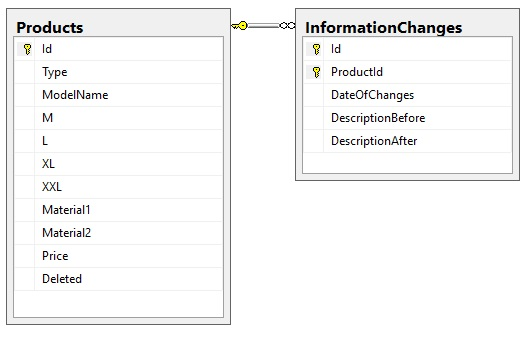 Products
Id
Type
ModelName
M
L
XL
XXL
Material1
Material2
Price
Deleted
InformationChanges
Id
ProductId
DateOfChanges
DescriptionBefore
DescriptionAfter